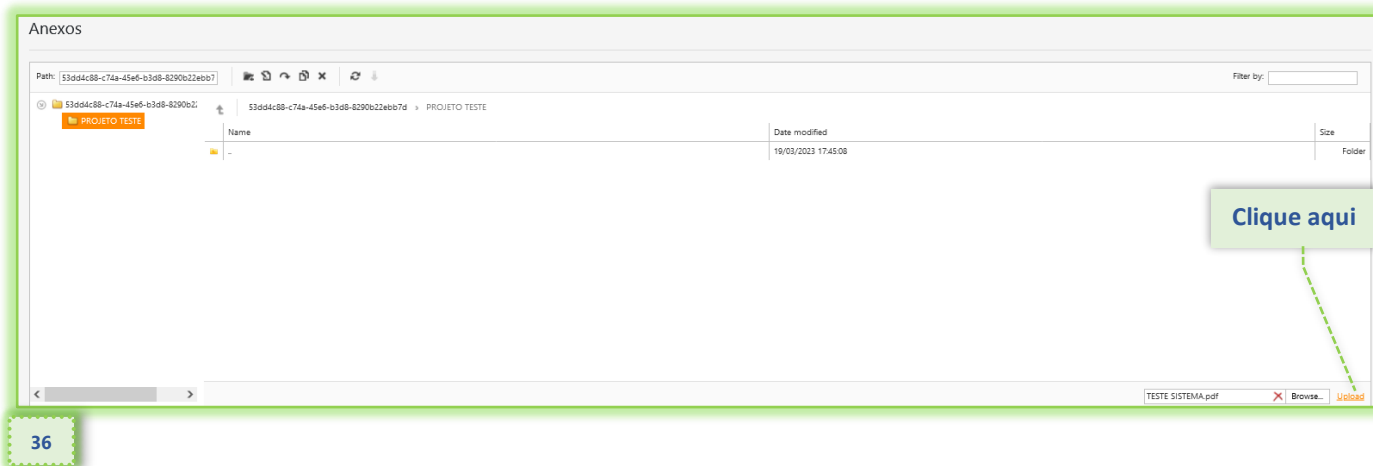 Anexos
Path: 53dd4c88-c74a-45e6-b3d8-8290b22ebb7 Filter by:
53dd4c88-c74a-45e6-b3d8-8290b2 53dd4c88-c74a-45e6-b3d8-8290b22ebb7d › PROJETO TESTE
PROJETO TESTE
Name Date modified Size
.. 19/03/2023 17:45:08 Folder
Clique aqui
TESTE SISTEMA.pdf Browse... Upload
36